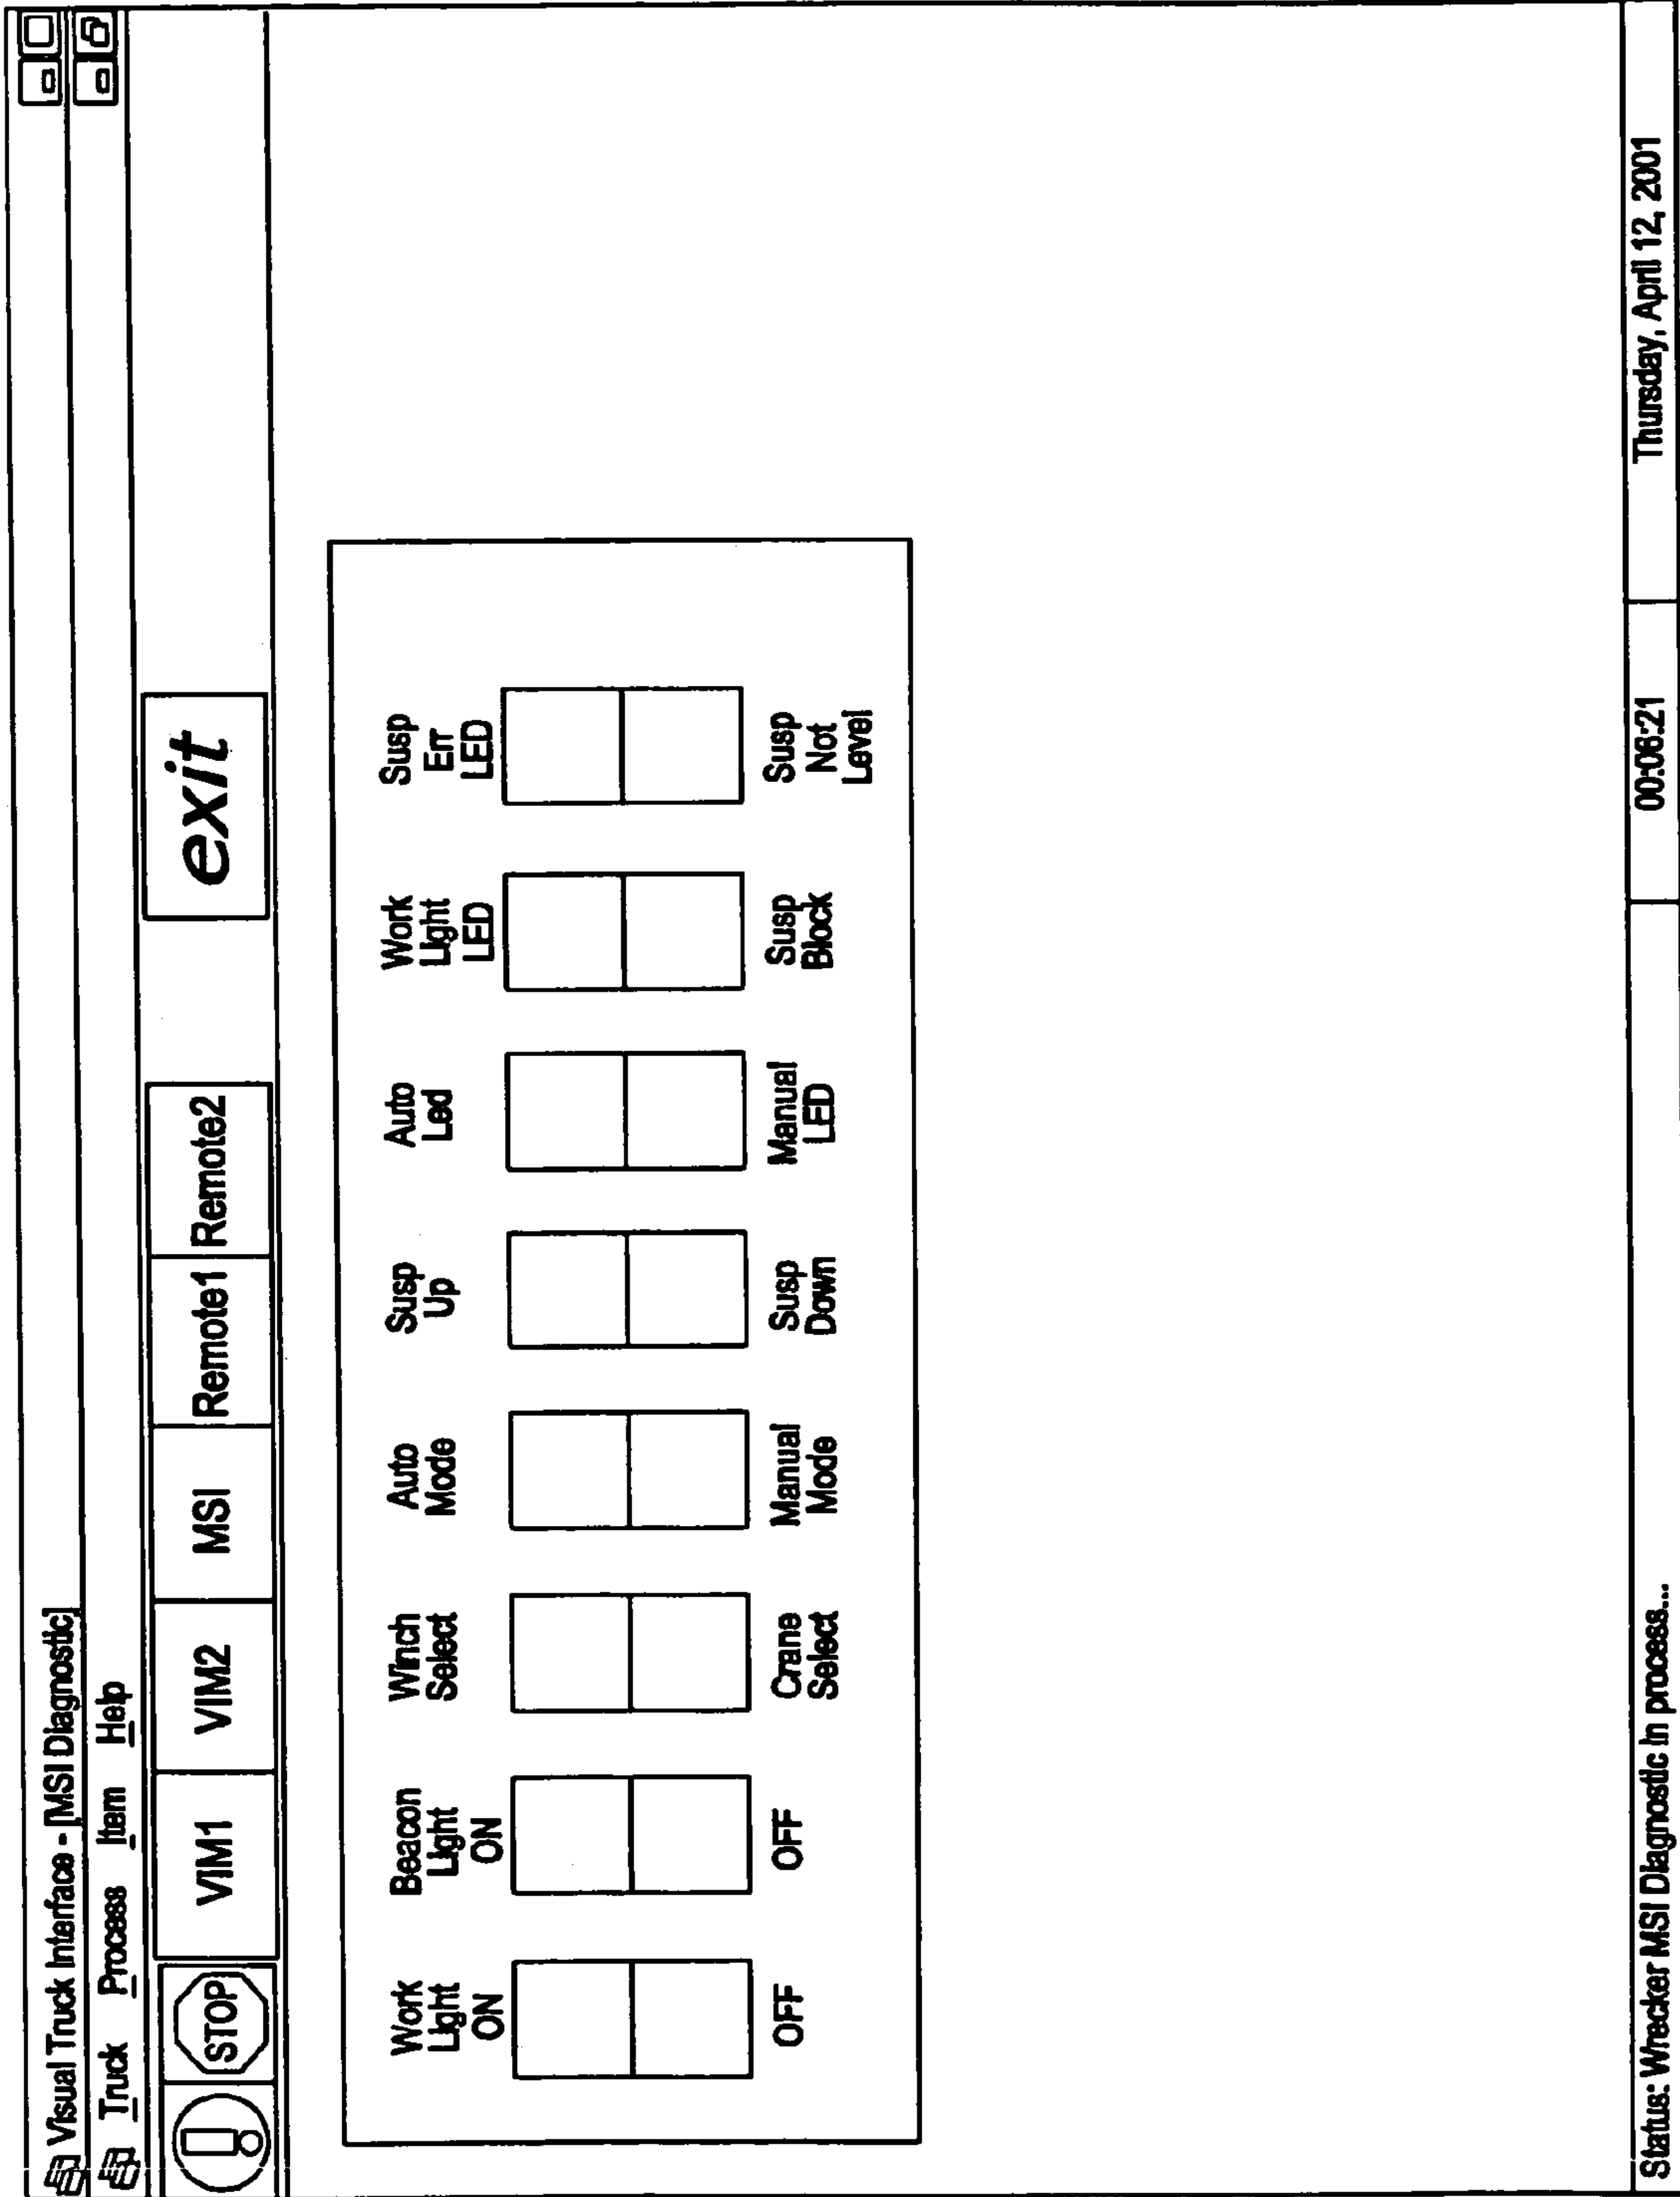 Visual Truck Interface - [MSI Diagnostic]
Truck Process Item Help
STOP VIM1 VIM2 MSI Remote1 Remote2 exit
Work Light ON
Beacon Light ON
Winch Select
Auto Mode
Susp Up
Auto Led
Work Light LED
Susp Err LED
OFF
OFF
Crane Select
Manual Mode
Susp Down
Manual LED
Susp Block
Susp Not Level
Status: Wrecker MSI Diagnostic in process... 00:06:21 Thursday, April 12, 2001